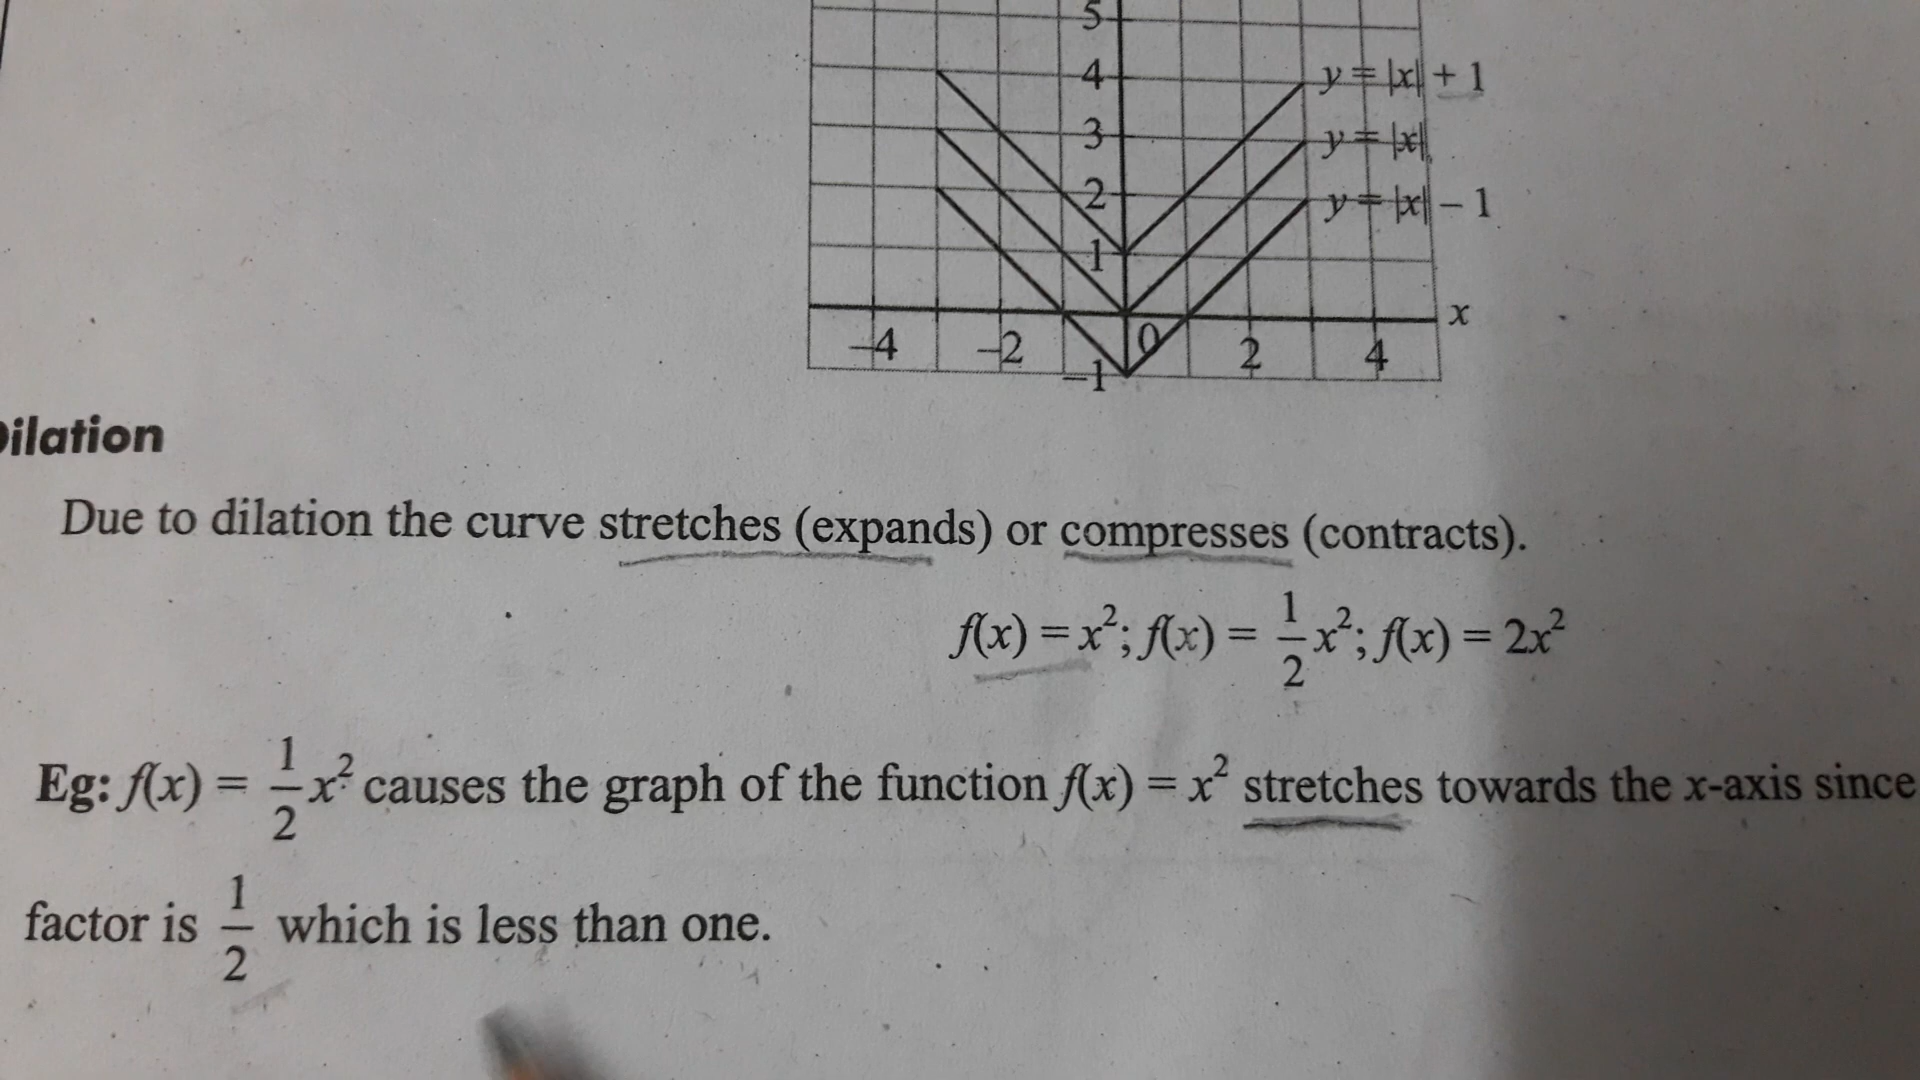 5
4
y = |x| + 1
3
y = |x|
2
y = |x| – 1
1
x
–4 –2 0 2 4
–1
Dilation
Due to dilation the curve stretches (expands) or compresses (contracts).
f(x) = x²; f(x) = 1/2 x²; f(x) = 2x²
Eg: f(x) = 1/2 x² causes the graph of the function f(x) = x² stretches towards the x-axis since
factor is 1/2 which is less than one.